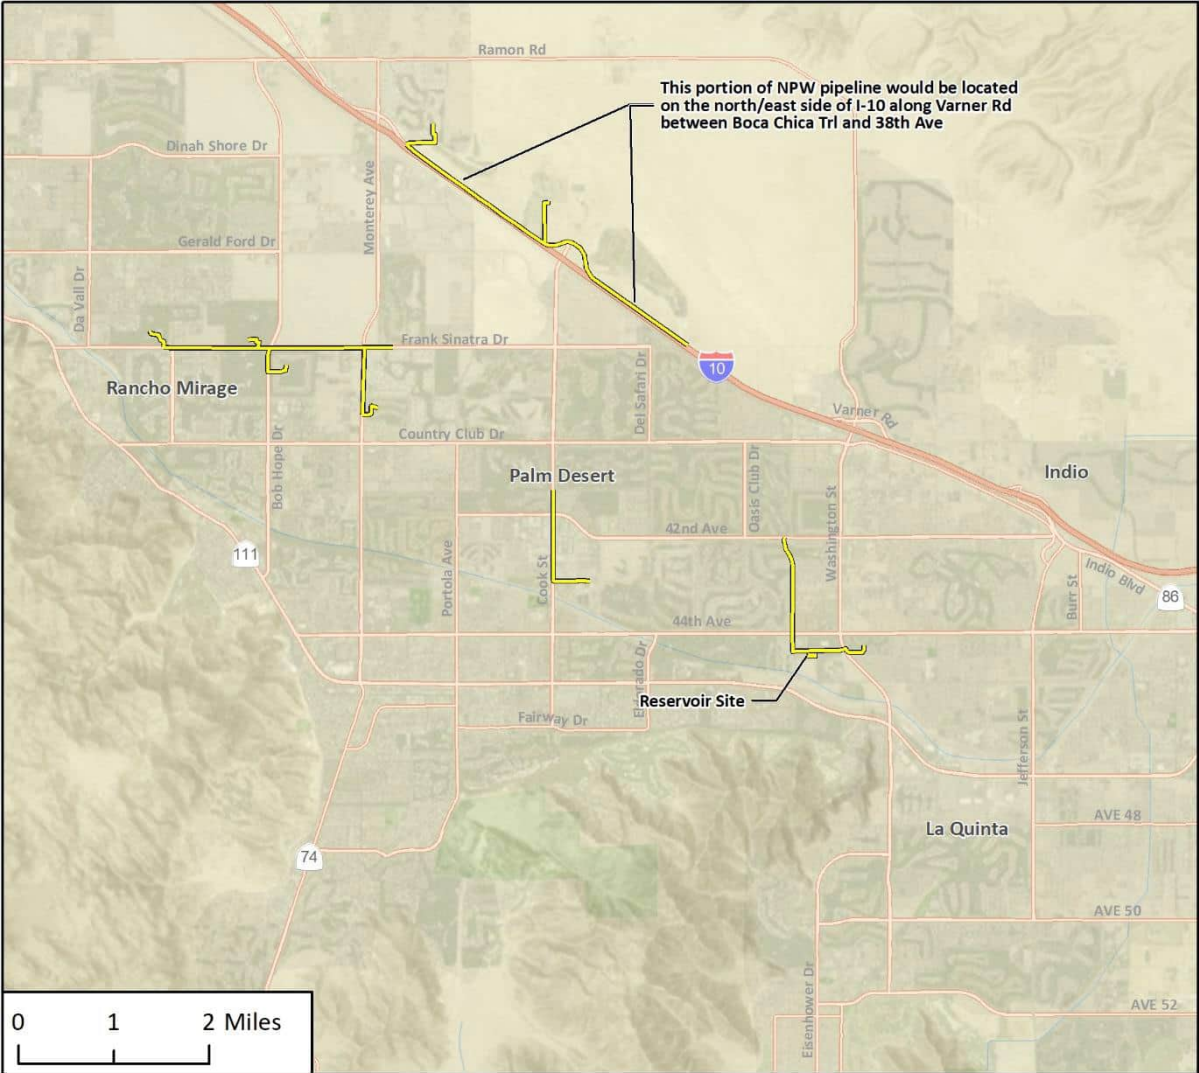 Ramon Rd
This portion of NPW pipeline would be located
on the north/east side of I-10 along Varner Rd
between Boca Chica Trl and 38th Ave
Dinah Shore Dr
Monterey Ave
Gerald Ford Dr
Da Vall Dr
Frank Sinatra Dr
10
Rancho Mirage
Del Safari Dr
Varner Rd
Country Club Dr
Bob Hope Dr
Palm Desert
Oasis Club Dr
Indio
Washington St
42nd Ave
111
Portola Ave
Cook St
Indio Blvd
86
Burr St
44th Ave
Eldorado Dr
Reservoir Site
Fairway Dr
Jefferson St
La Quinta
AVE 48
74
AVE 50
Eisenhower Dr
AVE 52
0 1 2 Miles